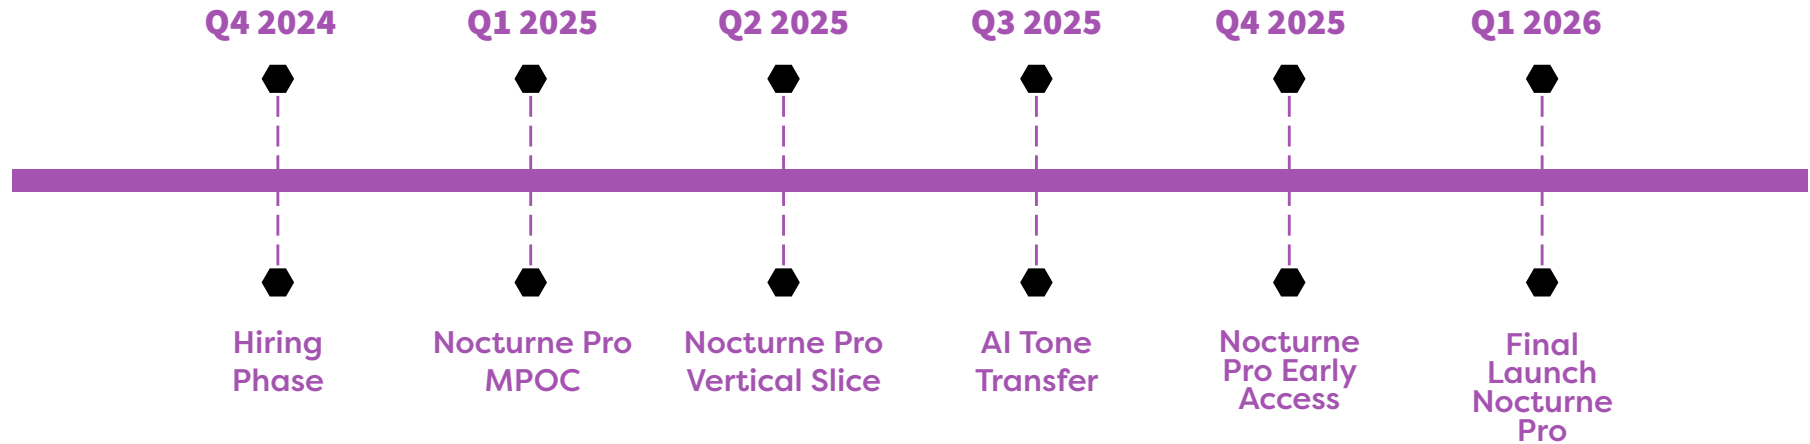 Q4 2024
Q1 2025
Q2 2025
Q3 2025
Q4 2025
Q1 2026
Hiring
Phase
Nocturne Pro
MPOC
Nocturne Pro
Vertical Slice
AI Tone
Transfer
Nocturne
Pro Early
Access
Final
Launch
Nocturne
Pro